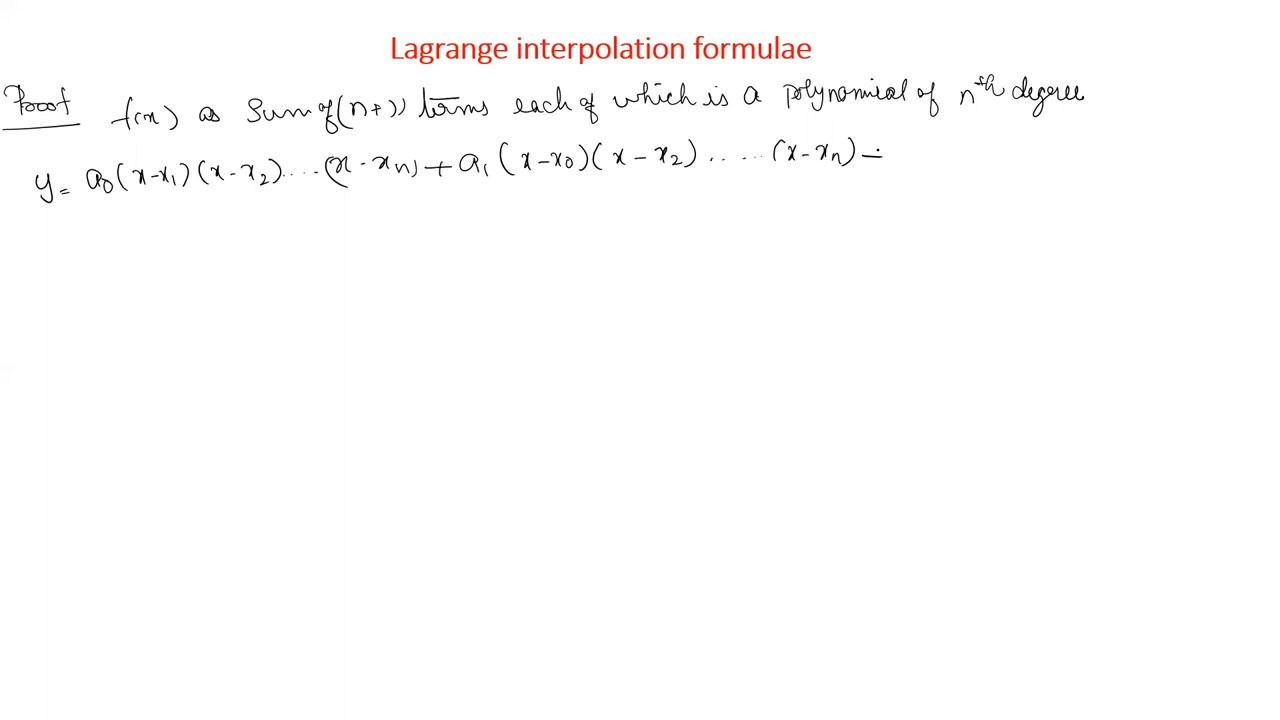 Lagrange interpolation formulae
Proof f(x) as Sum of (n+1) terms each of which is a polynomial of nth degree
y = a₀(x-x₁)(x-x₂)....(x-xₙ) + a₁(x-x₀)(x-x₂)......(x-xₙ) -